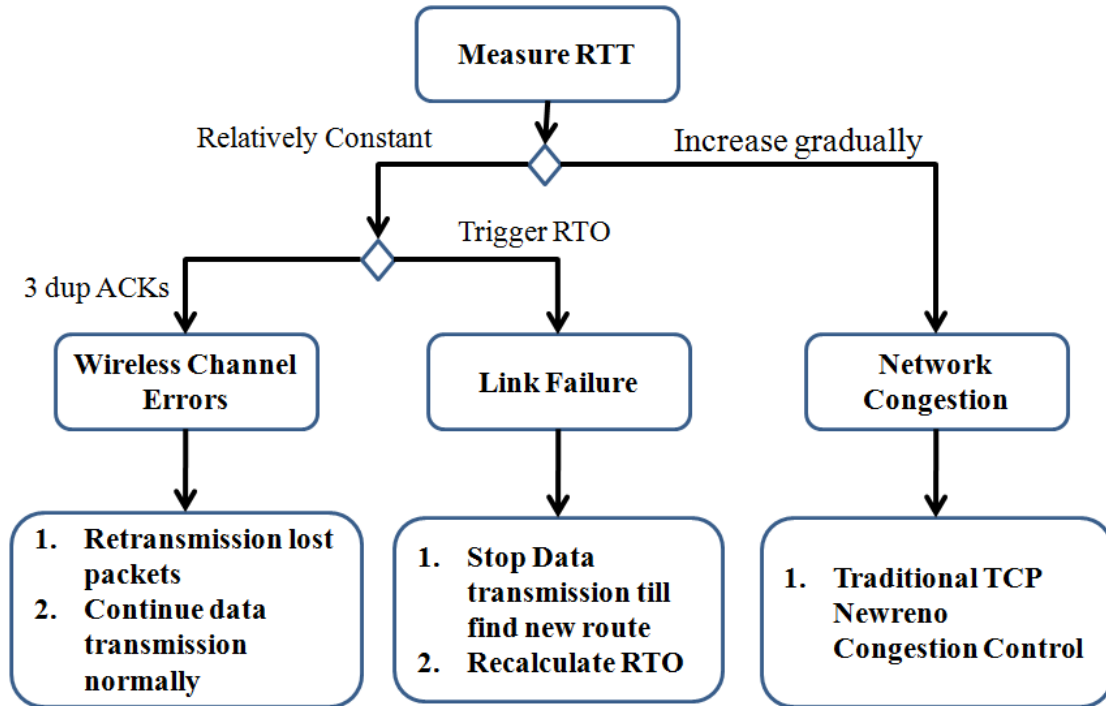 Measure RTT
Relatively Constant
Increase gradually
Trigger RTO
3 dup ACKs
Wireless Channel
Errors
Link Failure
Network
Congestion
1. Retransmission lost
packets
2. Continue data
transmission
normally
1. Stop Data
transmission till
find new route
2. Recalculate RTO
1. Traditional TCP
Newreno
Congestion Control